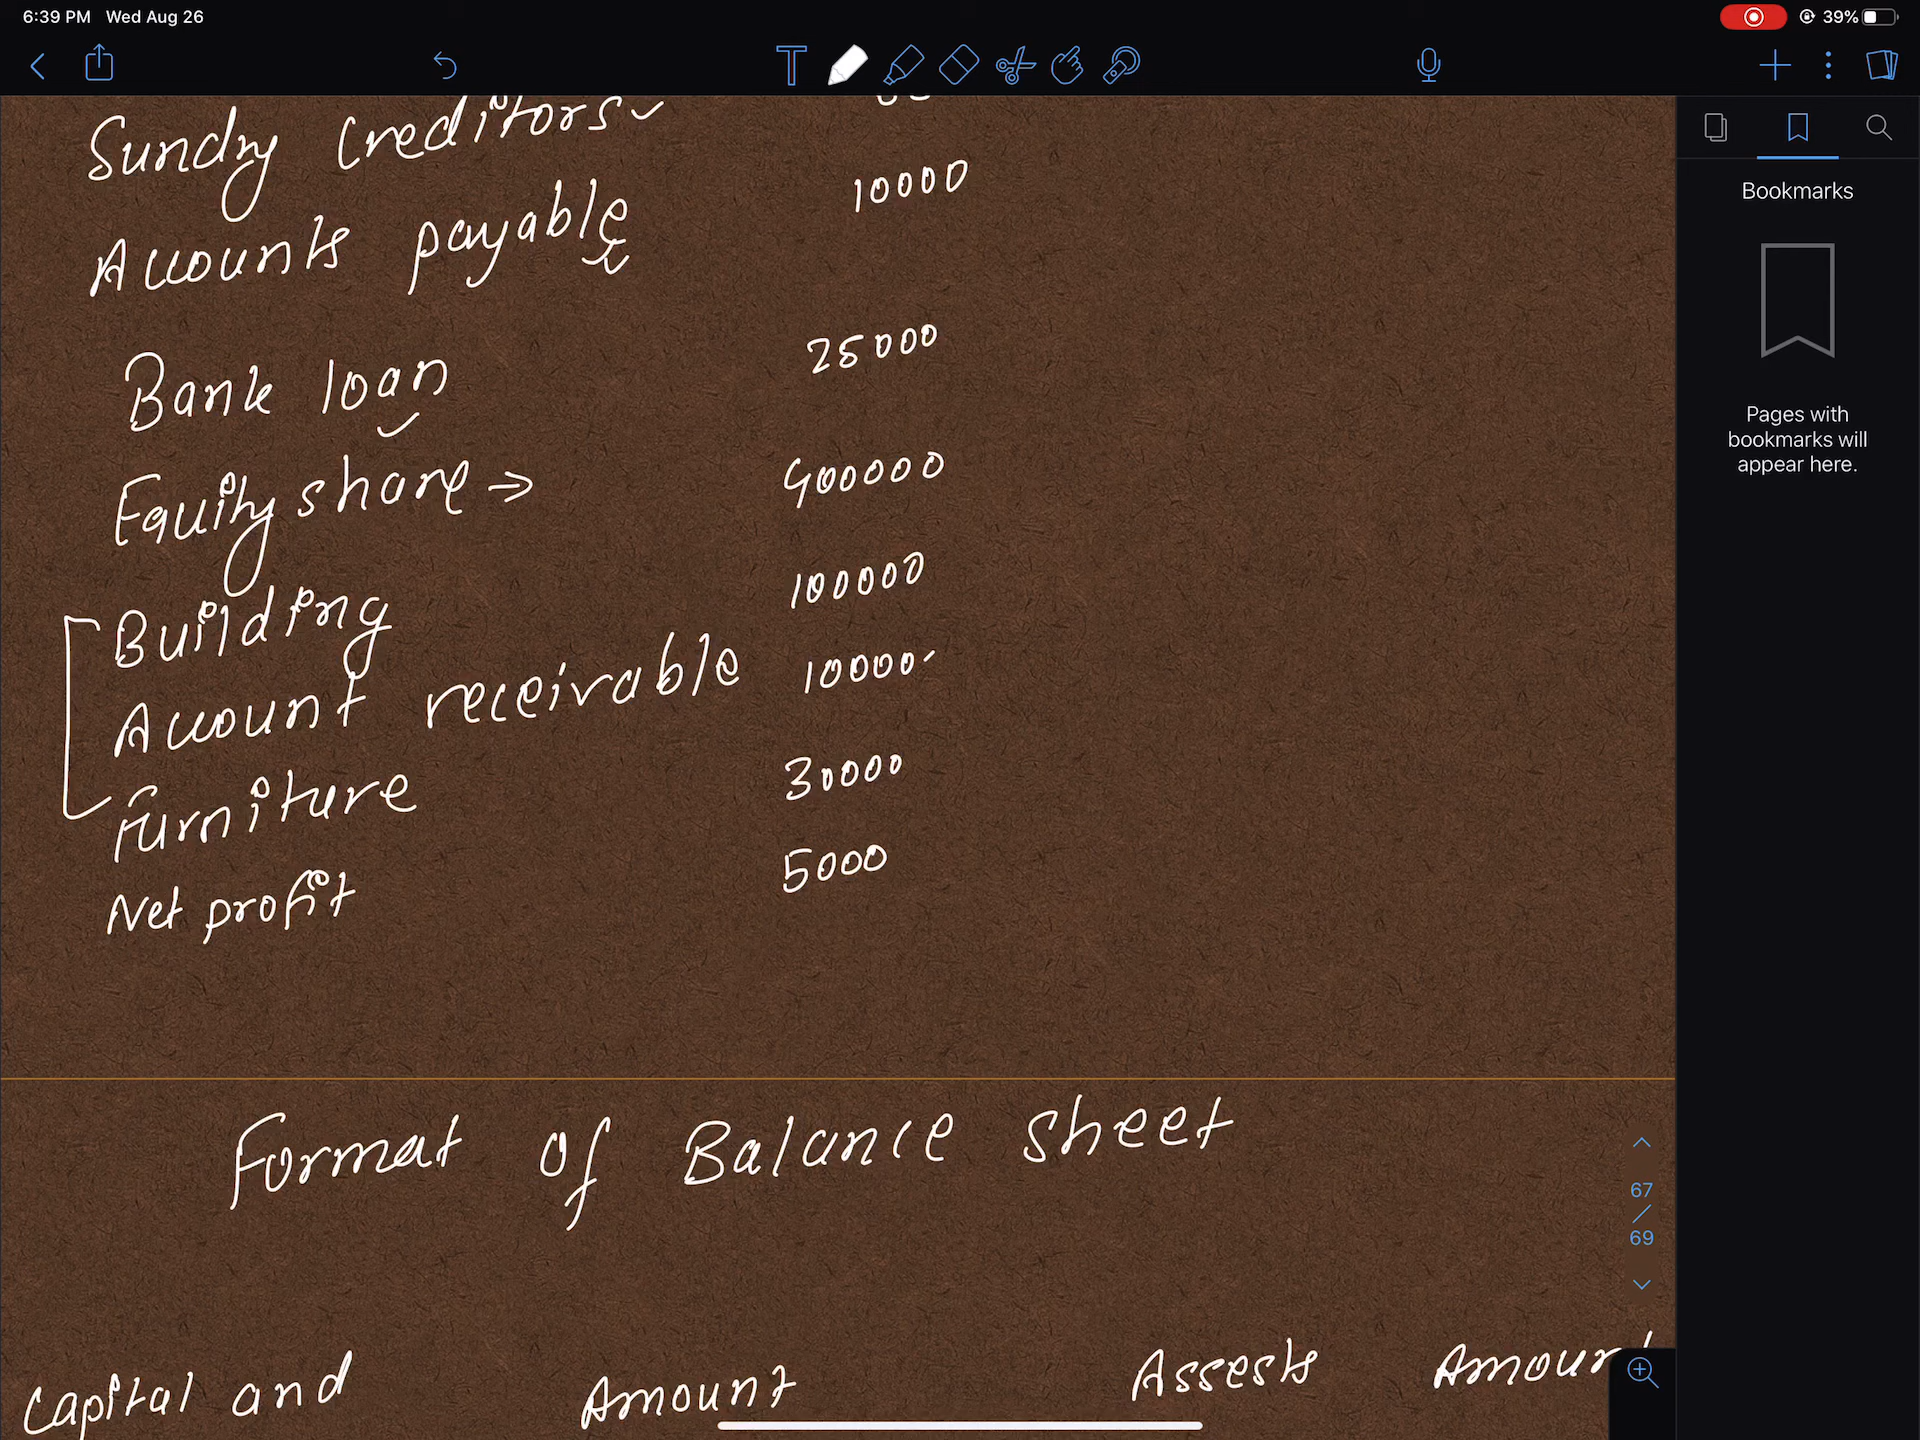 6:39 PM Wed Aug 26
39%
Sundry Creditors
Accounts payable 10000
Bank loan 25000
Equity share → 400000
Building 100000
Account receivable 10000
Furniture 30000
Net profit 5000
Format of Balance Sheet
Capital and Amount Assests Amount
67
69
Bookmarks
Pages with
bookmarks will
appear here.